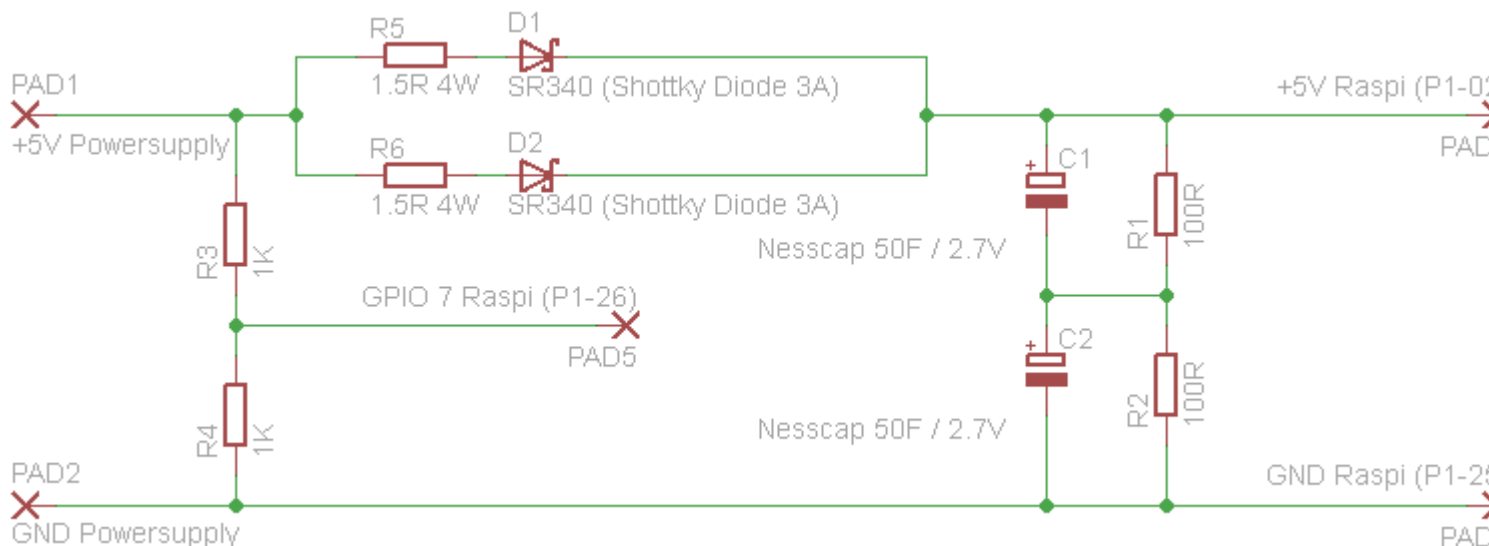 R5
D1
1.5R 4W
SR340 (Shottky Diode 3A)
PAD1
+5V Powersupply
+5V Raspi (P1-02
PAD
R6
D2
1.5R 4W
SR340 (Shottky Diode 3A)
C1
Nesscap 50F / 2.7V
R1
100R
R3
1K
GPIO 7 Raspi (P1-26)
PAD5
C2
Nesscap 50F / 2.7V
R2
100R
R4
1K
PAD2
GND Powersupply
GND Raspi (P1-25
PAD